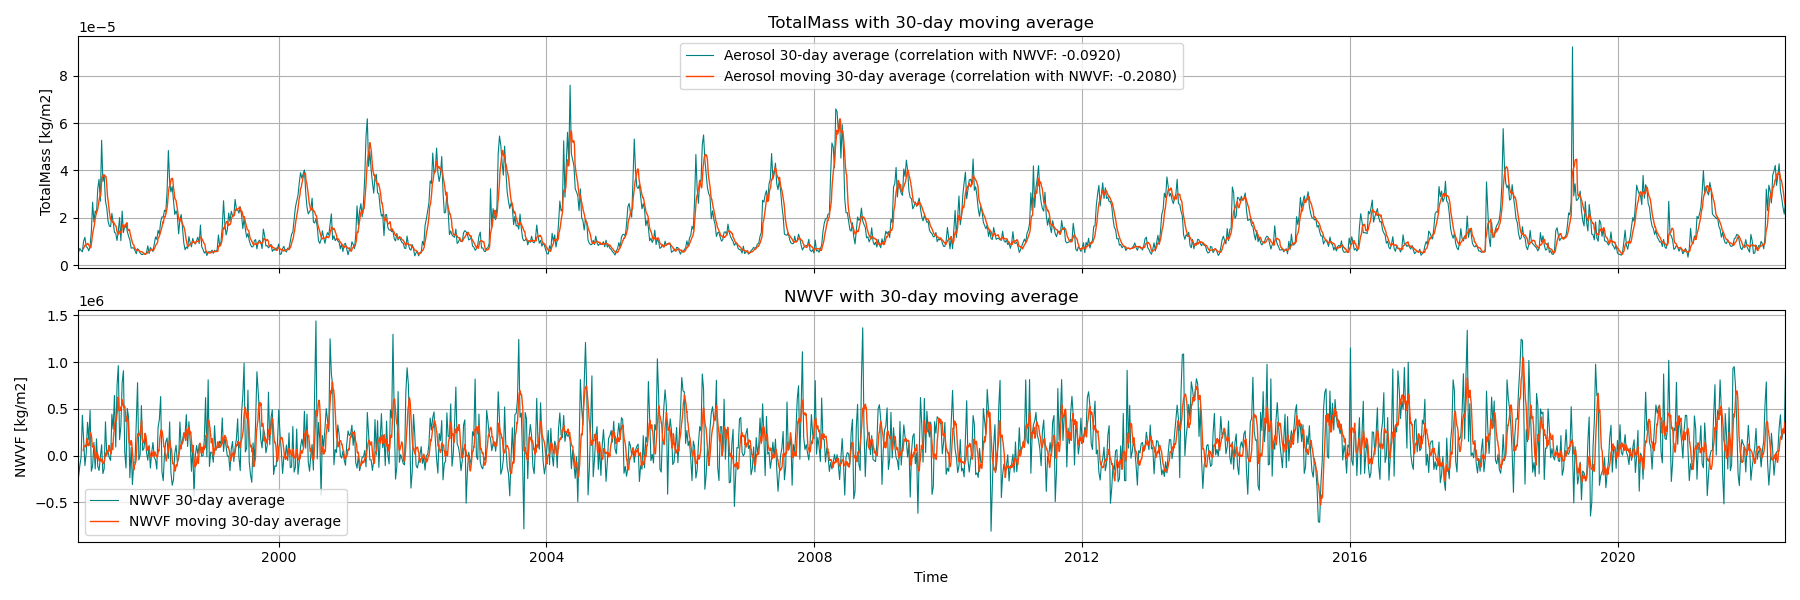 TotalMass with 30-day moving average
1e−5
TotalMass [kg/m2]
8
6
4
2
0
Aerosol 30-day average (correlation with NWVF: -0.0920)
Aerosol moving 30-day average (correlation with NWVF: -0.2080)
NWVF with 30-day moving average
1e6
NWVF [kg/m2]
1.5
1.0
0.5
0.0
−0.5
NWVF 30-day average
NWVF moving 30-day average
2000 2004 2008 2012 2016 2020
Time